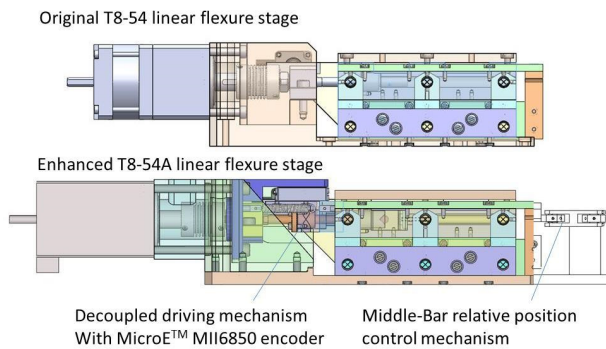 Original T8-54 linear flexure stage
Enhanced T8-54A linear flexure stage
Decoupled driving mechanism
With MicroE™ MII6850 encoder
Middle-Bar relative position
control mechanism